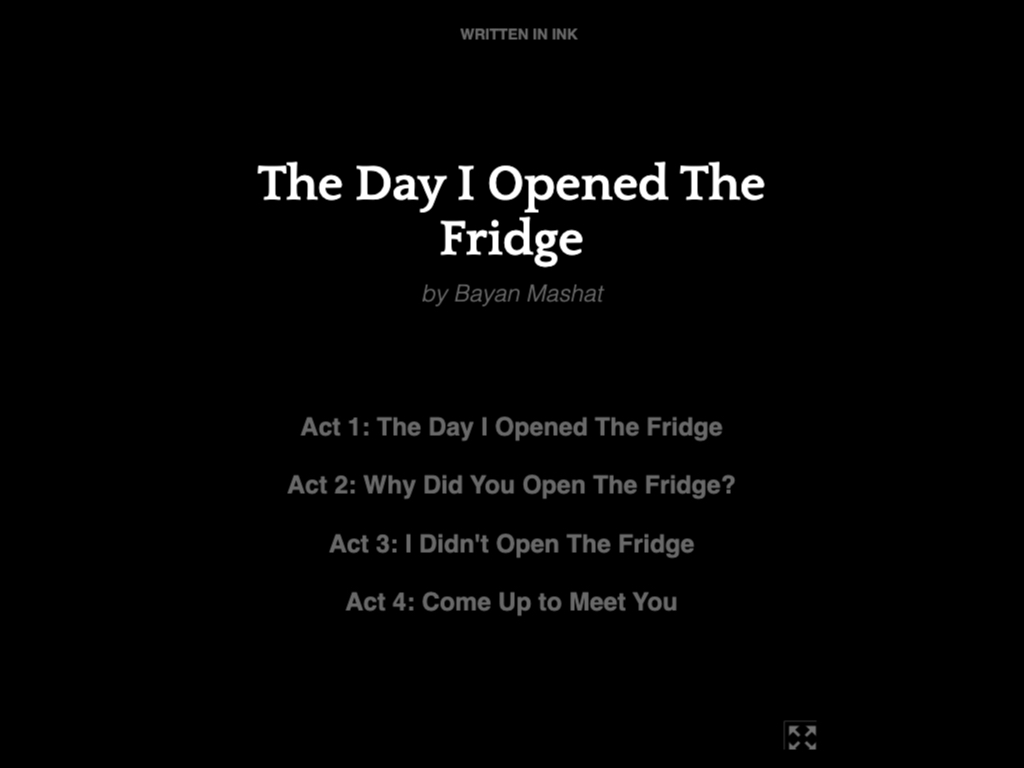 WRITTEN IN INK
The Day I Opened The
Fridge
by Bayan Mashat
Act 1: The Day I Opened The Fridge
Act 2: Why Did You Open The Fridge?
Act 3: I Didn't Open The Fridge
Act 4: Come Up to Meet You